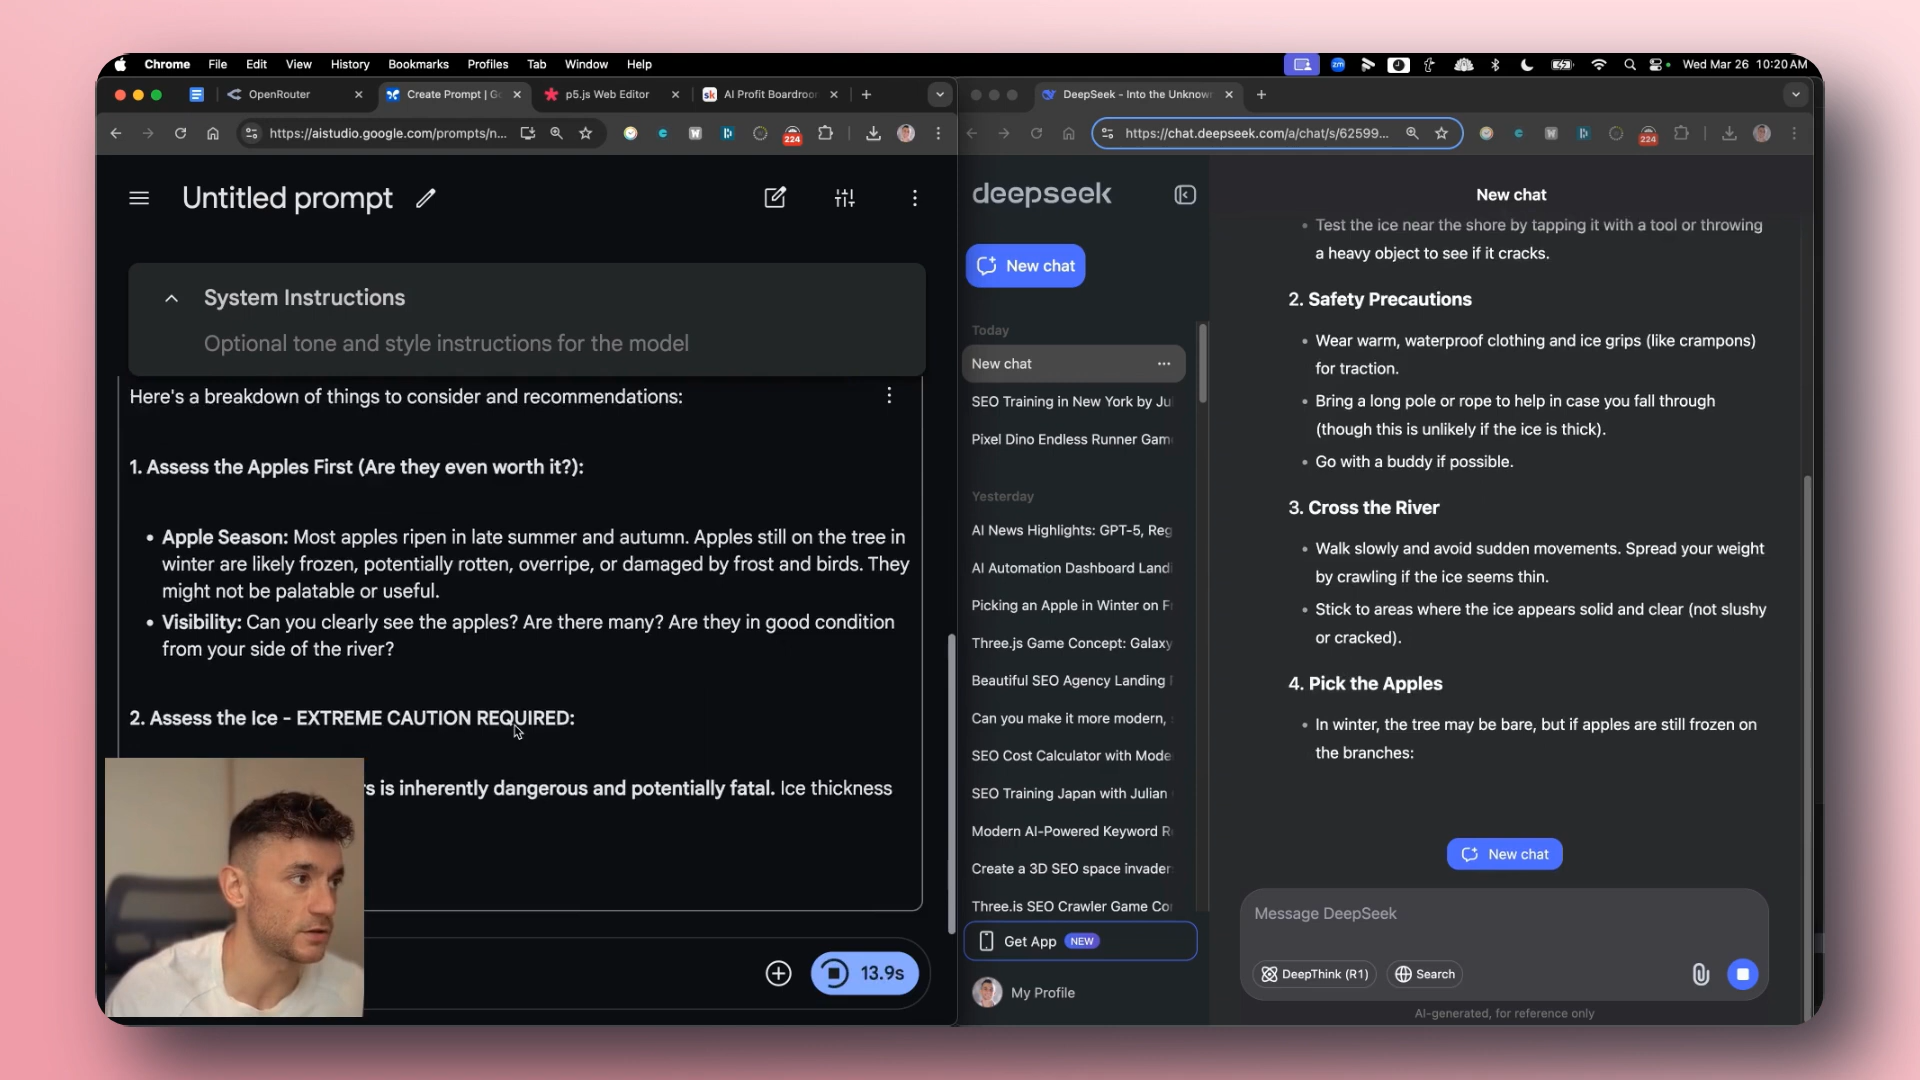 Chrome File Edit View History Bookmarks Profiles Tab Window Help
zm
Wed Mar 26 10:20 AM
OpenRouter
Create Prompt | G
p5.js Web Editor
sk AI Profit Boardroo
https://aistudio.google.com/prompts/n...
224
Untitled prompt
System Instructions
Optional tone and style instructions for the model
Here's a breakdown of things to consider and recommendations:
1. Assess the Apples First (Are they even worth it?):
• Apple Season: Most apples ripen in late summer and autumn. Apples still on the tree in
winter are likely frozen, potentially rotten, overripe, or damaged by frost and birds. They
might not be palatable or useful.
• Visibility: Can you clearly see the apples? Are there many? Are they in good condition
from your side of the river?
2. Assess the Ice - EXTREME CAUTION REQUIRED:
s is inherently dangerous and potentially fatal. Ice thickness
13.9s
DeepSeek - Into the Unknow
https://chat.deepseek.com/a/chat/s/62599...
224
deepseek
New chat
Today
New chat
SEO Training in New York by Ju
Pixel Dino Endless Runner Gam
Yesterday
AI News Highlights: GPT-5, Reg
AI Automation Dashboard Landi
Picking an Apple in Winter on F
Three.js Game Concept: Galaxy
Beautiful SEO Agency Landing
Can you make it more modern,
SEO Cost Calculator with Mode
SEO Training Japan with Julian
Modern AI-Powered Keyword R
Create a 3D SEO space invader
Three.js SEO Crawler Game Co
Get App NEW
My Profile
New chat
• Test the ice near the shore by tapping it with a tool or throwing
a heavy object to see if it cracks.
2. Safety Precautions
• Wear warm, waterproof clothing and ice grips (like crampons)
for traction.
• Bring a long pole or rope to help in case you fall through
(though this is unlikely if the ice is thick).
• Go with a buddy if possible.
3. Cross the River
• Walk slowly and avoid sudden movements. Spread your weight
by crawling if the ice seems thin.
• Stick to areas where the ice appears solid and clear (not slushy
or cracked).
4. Pick the Apples
• In winter, the tree may be bare, but if apples are still frozen on
the branches:
New chat
Message DeepSeek
DeepThink (R1)
Search
AI-generated, for reference only